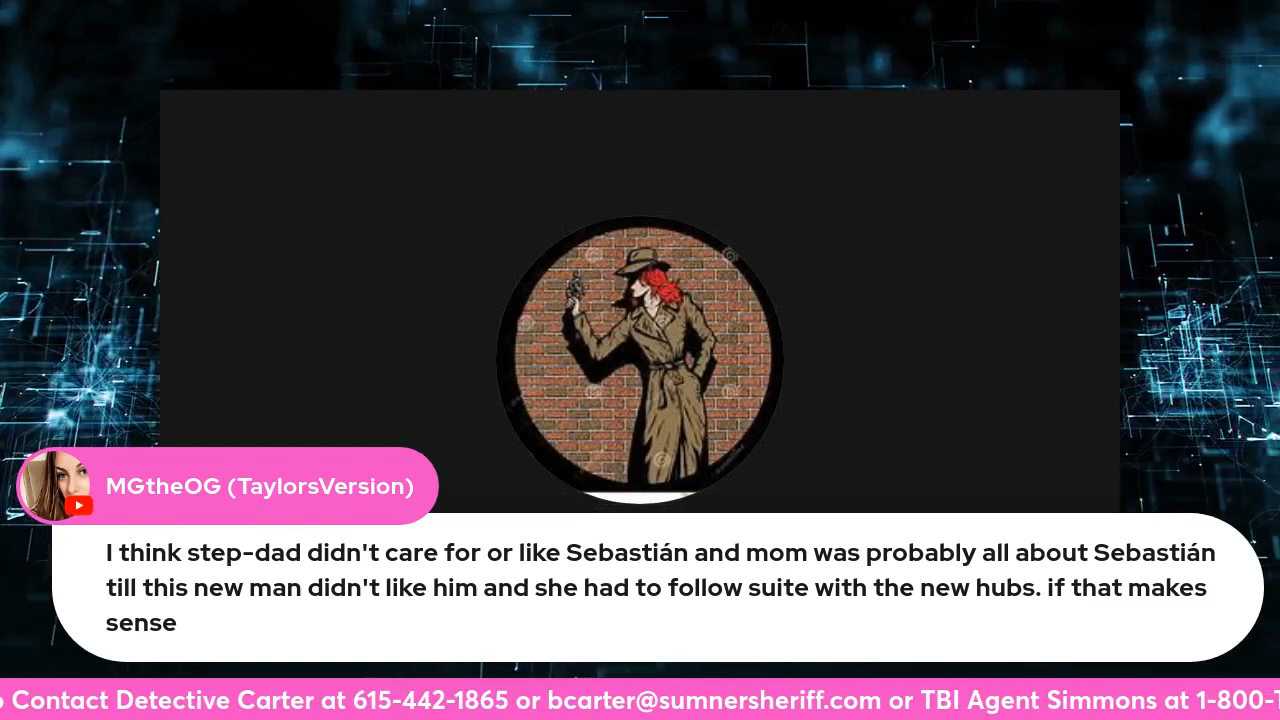 MGtheOG (TaylorsVersion)
I think step-dad didn't care for or like Sebastián and mom was probably all about Sebastián
till this new man didn't like him and she had to follow suite with the new hubs. if that makes
sense
Contact Detective Carter at 615-442-1865 or bcarter@sumnersheriff.com or TBI Agent Simmons at 1-800-